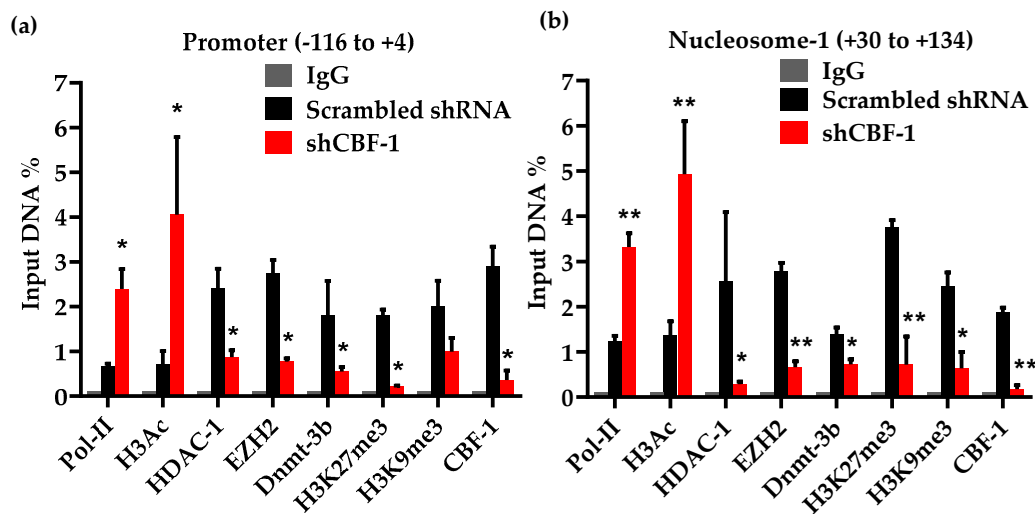 (a)
Promoter (-116 to +4)
IgG
Scrambled shRNA
shCBF-1
Input DNA %
7
6
5
4
3
2
1
0
*
*
*
*
*
*
*
Pol-II
H3Ac
HDAC-1
EZH2
Dnmt-3b
H3K27me3
H3K9me3
CBF-1
(b)
Nucleosome-1 (+30 to +134)
IgG
Scrambled shRNA
shCBF-1
Input DNA %
7
6
5
4
3
2
1
0
**
**
*
**
*
**
*
**
Pol-II
H3Ac
HDAC-1
EZH2
Dnmt-3b
H3K27me3
H3K9me3
CBF-1